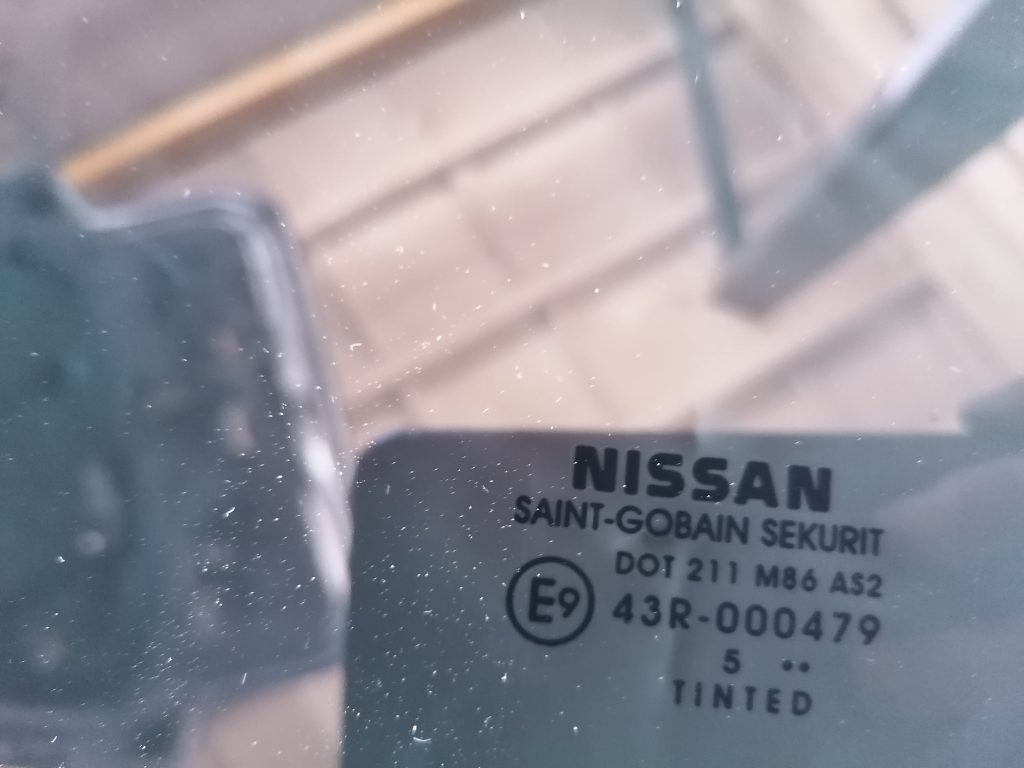 NISSAN
SAINT-GOBAIN SEKURIT
DOT 211 M86 AS2
E9 43R-000479
5 ••
TINTED